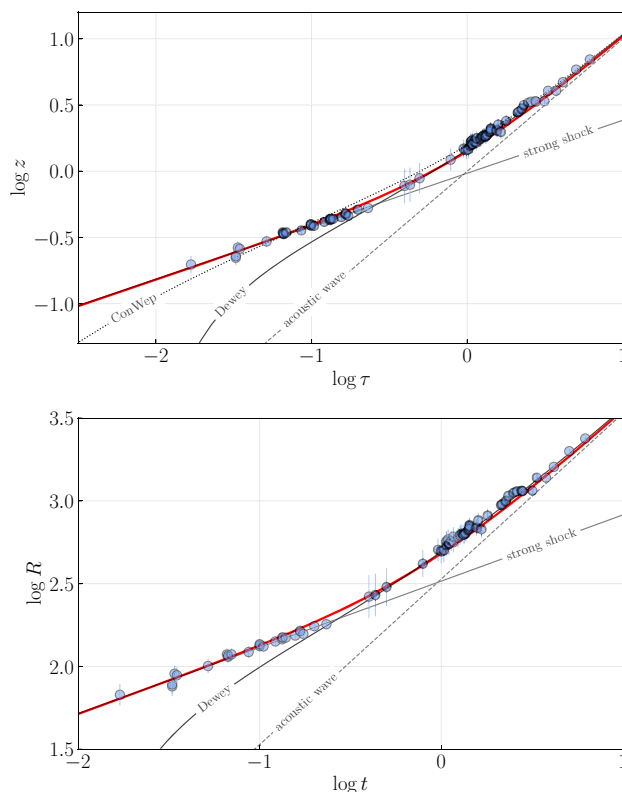 1.0
0.5
0.0
−0.5
−1.0
log z
ConWep
Dewey
acoustic wave
strong shock
−2
−1
0
1
log τ
3.5
3.0
2.5
2.0
1.5
log R
Dewey
acoustic wave
strong shock
−2
−1
0
1
log t